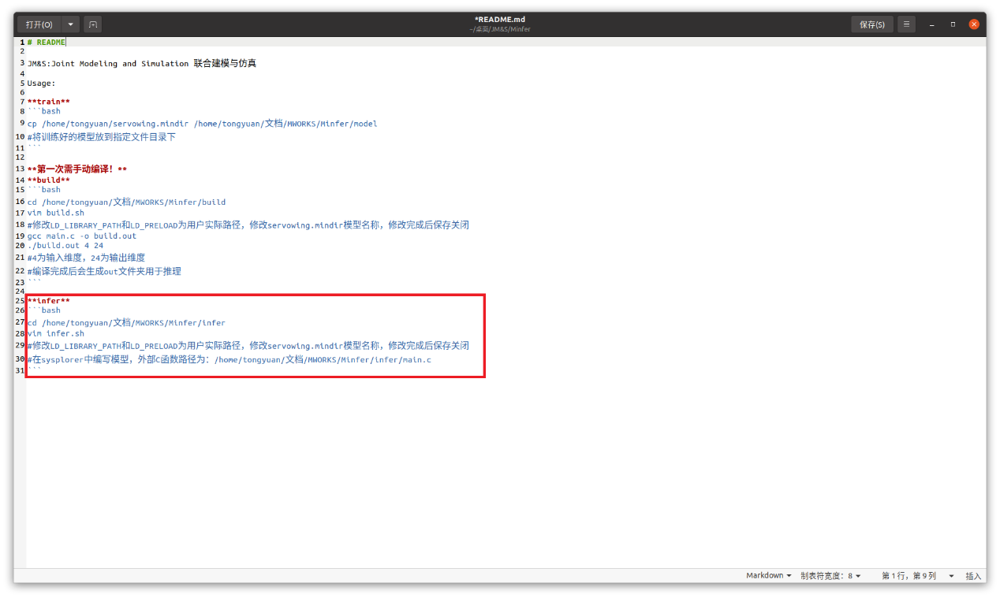 打开(O)
*README.md
~/桌面/JM&S/Minfer
保存(S)
1 # README
2
3 JM&S:Joint Modeling and Simulation 联合建模与仿真
4
5 Usage:
6
7 **train**
8 ```bash
9 cp /home/tongyuan/servowing.mindir /home/tongyuan/文档/MWORKS/Minfer/model
10 #将训练好的模型放到指定文件目录下
11 ```
12
13 **第一次需手动编译！**
14 **build**
15 ```bash
16 cd /home/tongyuan/文档/MWORKS/Minfer/build
17 vim build.sh
18 #修改LD_LIBRARY_PATH和LD_PRELOAD为用户实际路径，修改servowing.mindir模型名称，修改完成后保存关闭
19 gcc main.c -o build.out
20 ./build.out 4 24
21 #4为输入维度，24为输出维度
22 #编译完成后会生成out文件夹用于推理
23 ```
24
25 **infer**
26 ```bash
27 cd /home/tongyuan/文档/MWORKS/Minfer/infer
28 vim infer.sh
29 #修改LD_LIBRARY_PATH和LD_PRELOAD为用户实际路径，修改servowing.mindir模型名称，修改完成后保存关闭
30 #在sysplorer中编写模型，外部C函数路径为：/home/tongyuan/文档/MWORKS/Minfer/infer/main.c
31 ```
Markdown 制表符宽度：8 第 1 行，第 9 列 插入